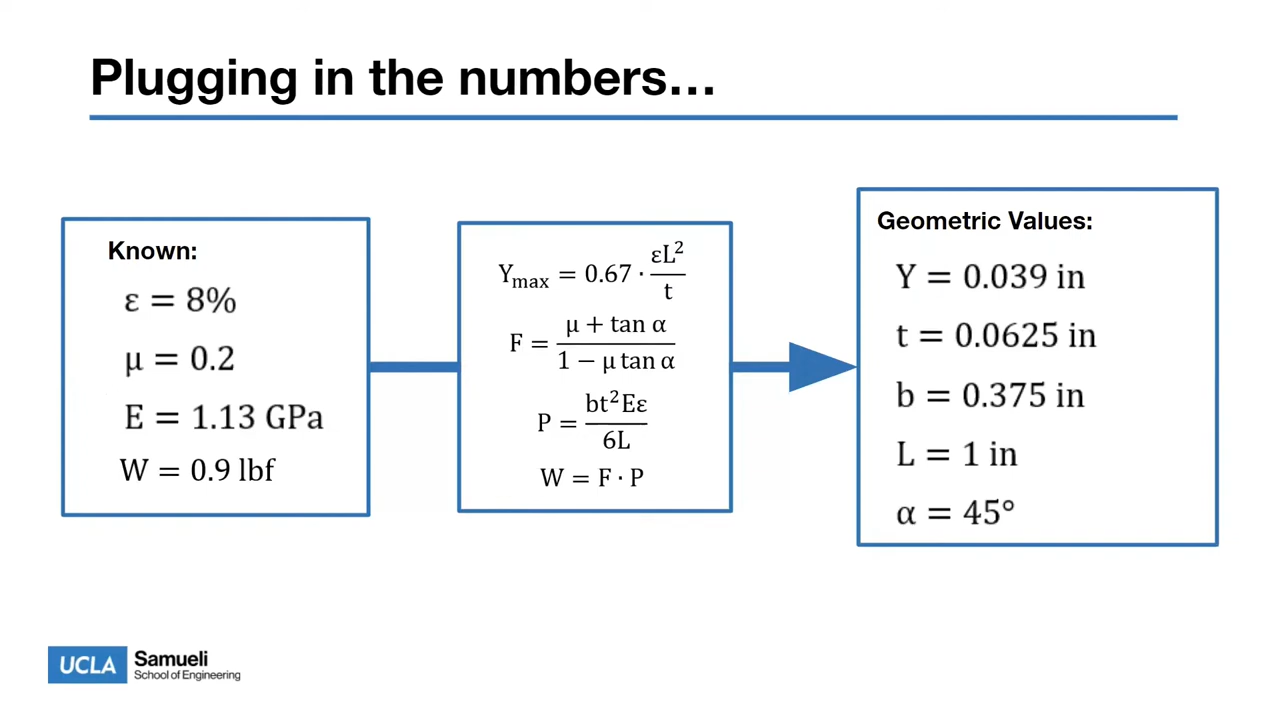 Plugging in the numbers…
Known:
ε = 8%
μ = 0.2
E = 1.13 GPa
W = 0.9 lbf
Y_max = 0.67 · εL²/t
F = (μ + tan α)/(1 − μ tan α)
P = bt²Eε/6L
W = F · P
Geometric Values:
Y = 0.039 in
t = 0.0625 in
b = 0.375 in
L = 1 in
α = 45°
UCLA Samueli
School of Engineering